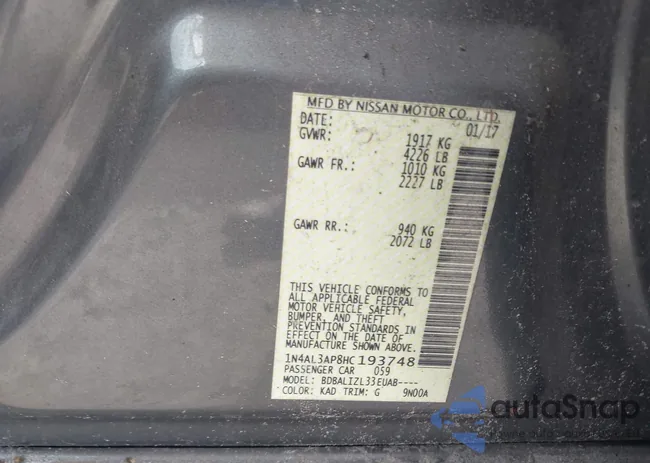 MFD BY NISSAN MOTOR CO., LTD.
DATE: 01/17
GVWR: 1917 KG
4226 LB
GAWR FR.: 1010 KG
2227 LB
GAWR RR.: 940 KG
2072 LB
THIS VEHICLE CONFORMS TO
ALL APPLICABLE FEDERAL
MOTOR VEHICLE SAFETY,
BUMPER, AND THEFT
PREVENTION STANDARDS IN
EFFECT ON THE DATE OF
MANUFACTURE SHOWN ABOVE.
1N4AL3AP8HC193748
PASSENGER CAR 059
MODEL: BDBALIZL33EUAB----
COLOR: KAD TRIM: G 9N00A
autoSnap